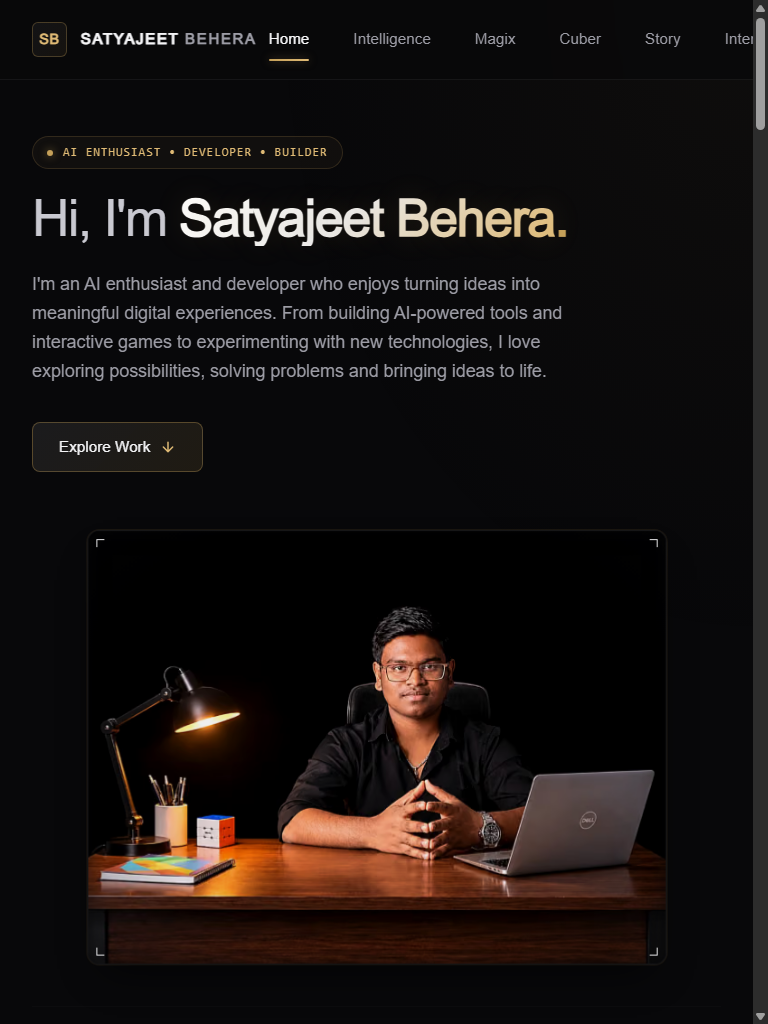 SB SATYAJEET BEHERA Home Intelligence Magix Cuber Story Inter
AI ENTHUSIAST • DEVELOPER • BUILDER
Hi, I'm Satyajeet Behera.
I'm an AI enthusiast and developer who enjoys turning ideas into
meaningful digital experiences. From building AI-powered tools and
interactive games to experimenting with new technologies, I love
exploring possibilities, solving problems and bringing ideas to life.
Explore Work ↓
DELL